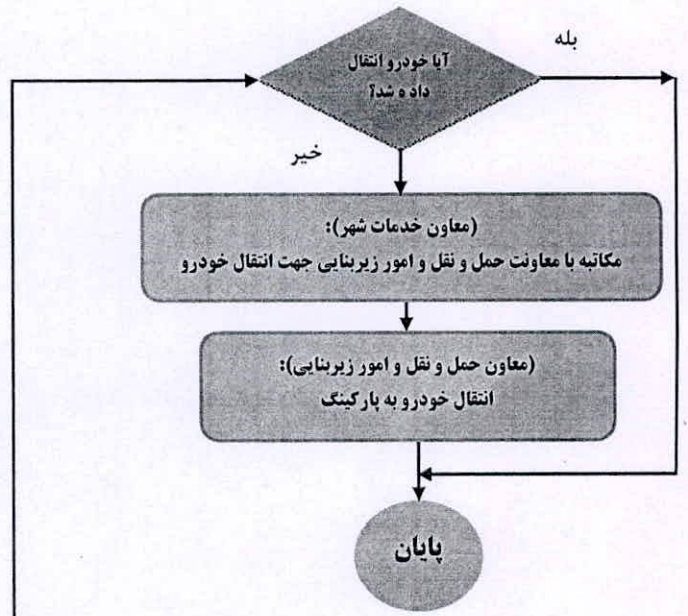 آیا خودرو انتقال
داده شد؟
بله
خیر
(معاون خدمات شهر):
مکاتبه با معاونت حمل و نقل و امور زیربنایی جهت انتقال خودرو
(معاون حمل و نقل و امور زیربنایی):
انتقال خودرو به پارکینگ
پایان